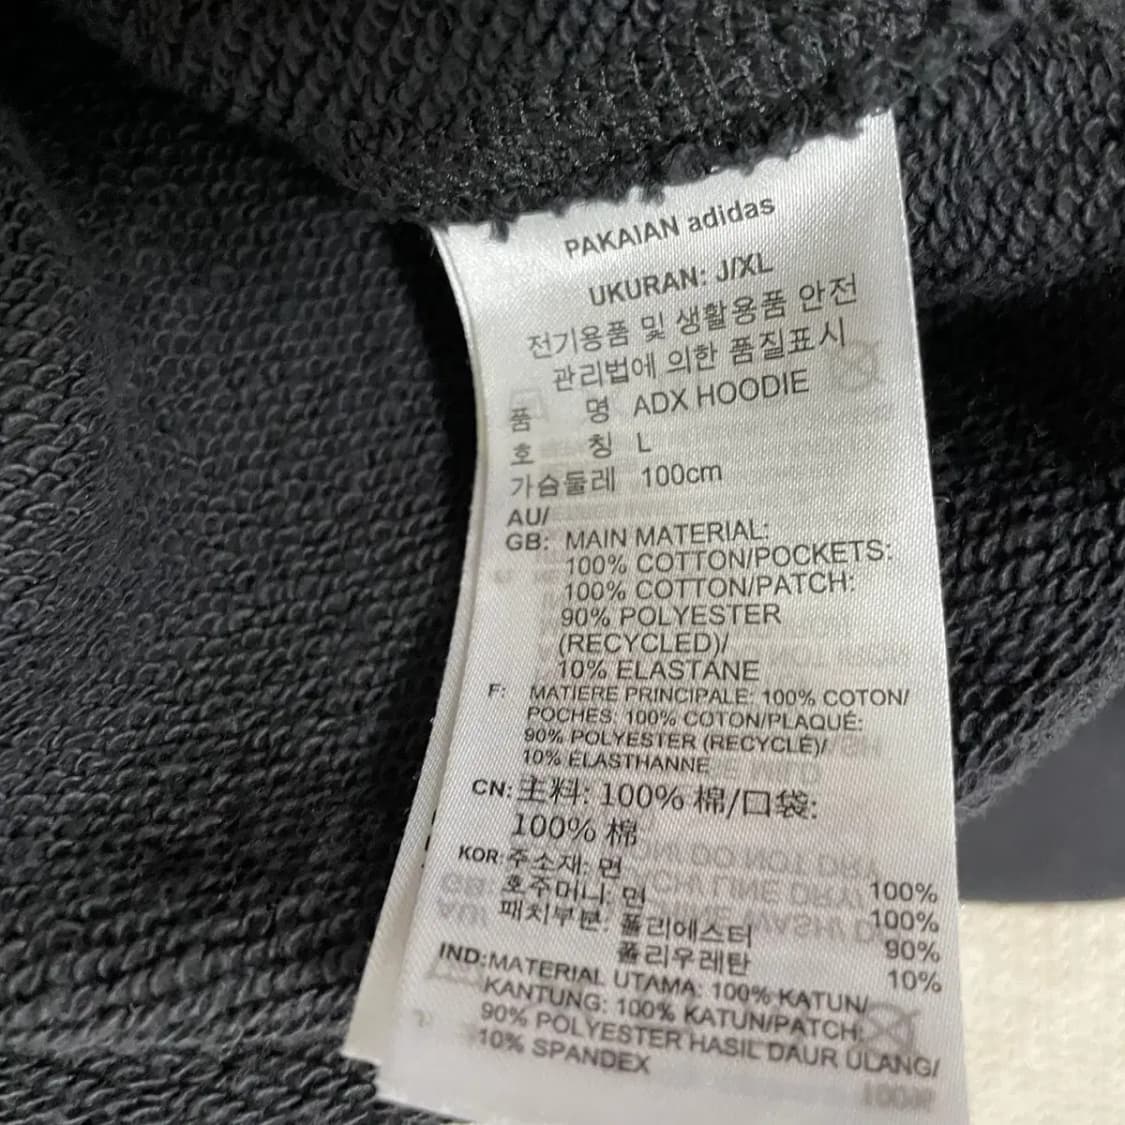 PAKAIAN adidas
UKURAN: J/XL
전기용품 및 생활용품 안전
관리법에 의한 품질표시
품 명 ADX HOODIE
호 칭 L
가슴둘레 100cm
AU/
GB: MAIN MATERIAL:
100% COTTON/POCKETS:
100% COTTON/PATCH:
90% POLYESTER
(RECYCLED)/
10% ELASTANE
F: MATIERE PRINCIPALE: 100% COTON/
POCHES: 100% COTON/PLAQUÉ:
90% POLYESTER (RECYCLÉ)/
10% ÉLASTHANNE
CN: 主料: 100% 棉/口袋:
100% 棉
KOR: 주소재: 면 100%
호주머니: 면 100%
패치부분: 폴리에스터 90%
폴리우레탄 10%
IND: MATERIAL UTAMA: 100% KATUN/
KANTUNG: 100% KATUN/PATCH:
90% POLYESTER HASIL DAUR ULANG/
10% SPANDEX